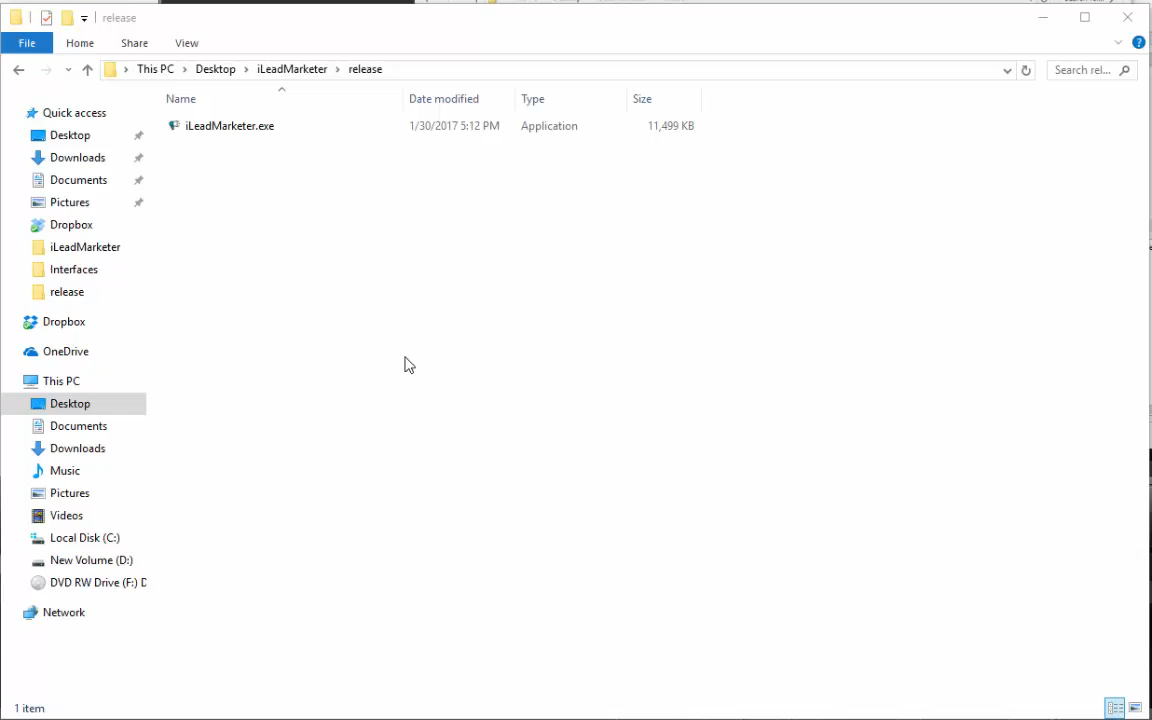 release
File Home Share View
This PC Desktop iLeadMarketer release Search rel...
Name Date modified Type Size
iLeadMarketer.exe 1/30/2017 5:12 PM Application 11,499 KB
Quick access
Desktop
Downloads
Documents
Pictures
Dropbox
iLeadMarketer
Interfaces
release
Dropbox
OneDrive
This PC
Desktop
Documents
Downloads
Music
Pictures
Videos
Local Disk (C:)
New Volume (D:)
DVD RW Drive (F:) D
Network
1 item